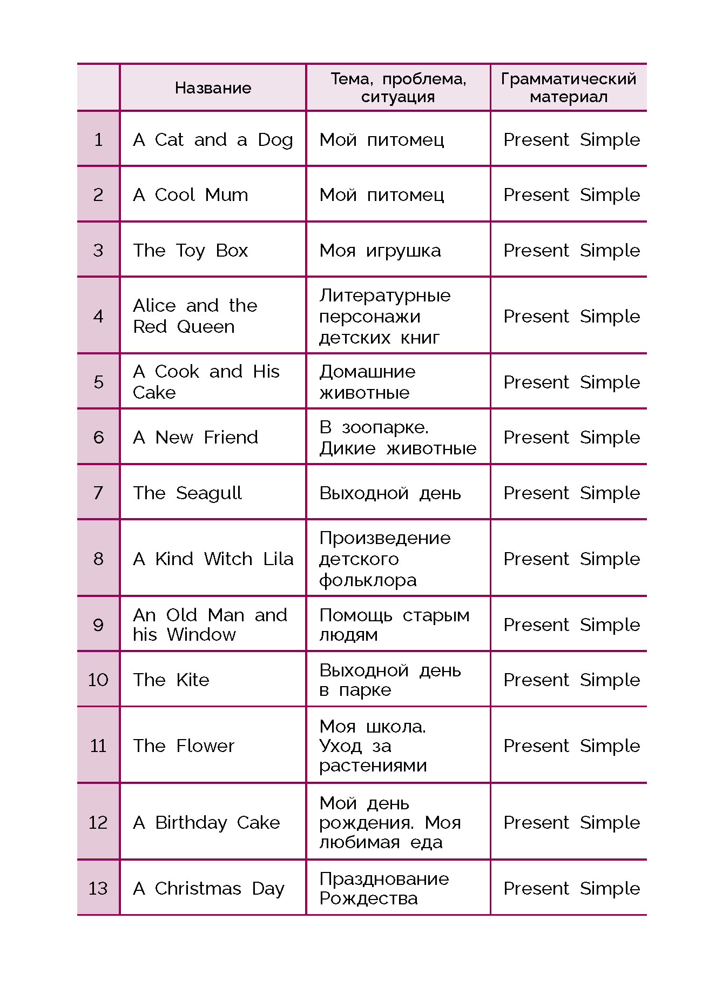 Название
Тема, проблема,
ситуация
Грамматический
материал
1
A Cat and a Dog
Мой питомец
Present Simple
2
A Cool Mum
Мой питомец
Present Simple
3
The Toy Box
Моя игрушка
Present Simple
4
Alice and the
Red Queen
Литературные
персонажи
детских книг
Present Simple
5
A Cook and His
Cake
Домашние
животные
Present Simple
6
A New Friend
В зоопарке.
Дикие животные
Present Simple
7
The Seagull
Выходной день
Present Simple
8
A Kind Witch Lila
Произведение
детского
фольклора
Present Simple
9
An Old Man and
his Window
Помощь старым
людям
Present Simple
10
The Kite
Выходной день
в парке
Present Simple
11
The Flower
Моя школа.
Уход за
растениями
Present Simple
12
A Birthday Cake
Мой день
рождения. Моя
любимая еда
Present Simple
13
A Christmas Day
Празднование
Рождества
Present Simple